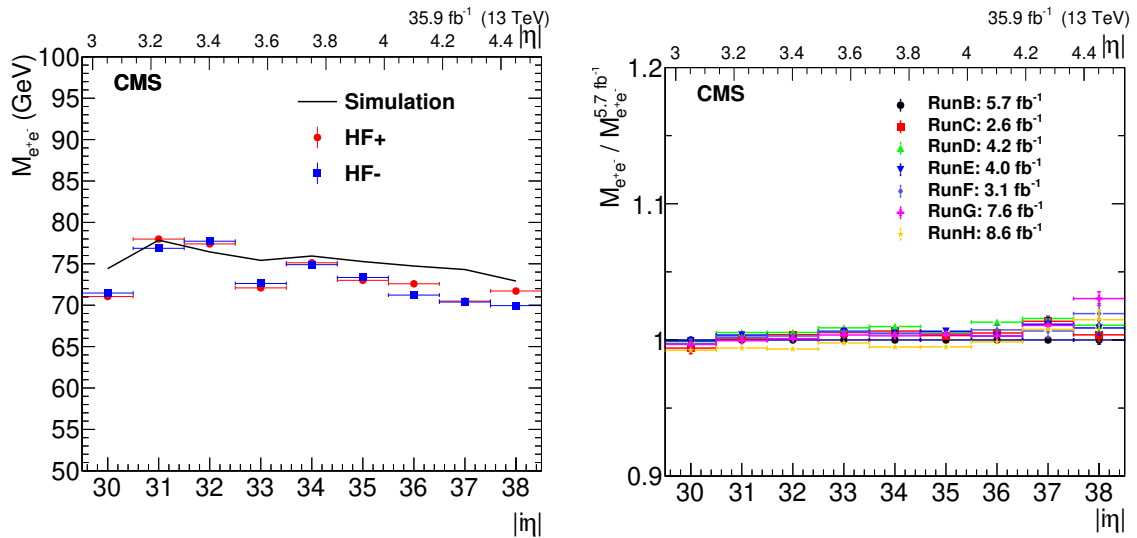 35.9 fb⁻¹ (13 TeV)
3 3.2 3.4 3.6 3.8 4 4.2 4.4 |η|
M_{e⁺e⁻} (GeV)
100
95
90
85
80
75
70
65
60
55
50
CMS
Simulation
HF+
HF-
30 31 32 33 34 35 36 37 38
|iη|
35.9 fb⁻¹ (13 TeV)
3 3.2 3.4 3.6 3.8 4 4.2 4.4 |η|
M_{e⁺e⁻} / M_{e⁺e⁻}^{5.7 fb⁻¹}
1.2
1.1
1
0.9
CMS
RunB: 5.7 fb⁻¹
RunC: 2.6 fb⁻¹
RunD: 4.2 fb⁻¹
RunE: 4.0 fb⁻¹
RunF: 3.1 fb⁻¹
RunG: 7.6 fb⁻¹
RunH: 8.6 fb⁻¹
30 31 32 33 34 35 36 37 38
|iη|